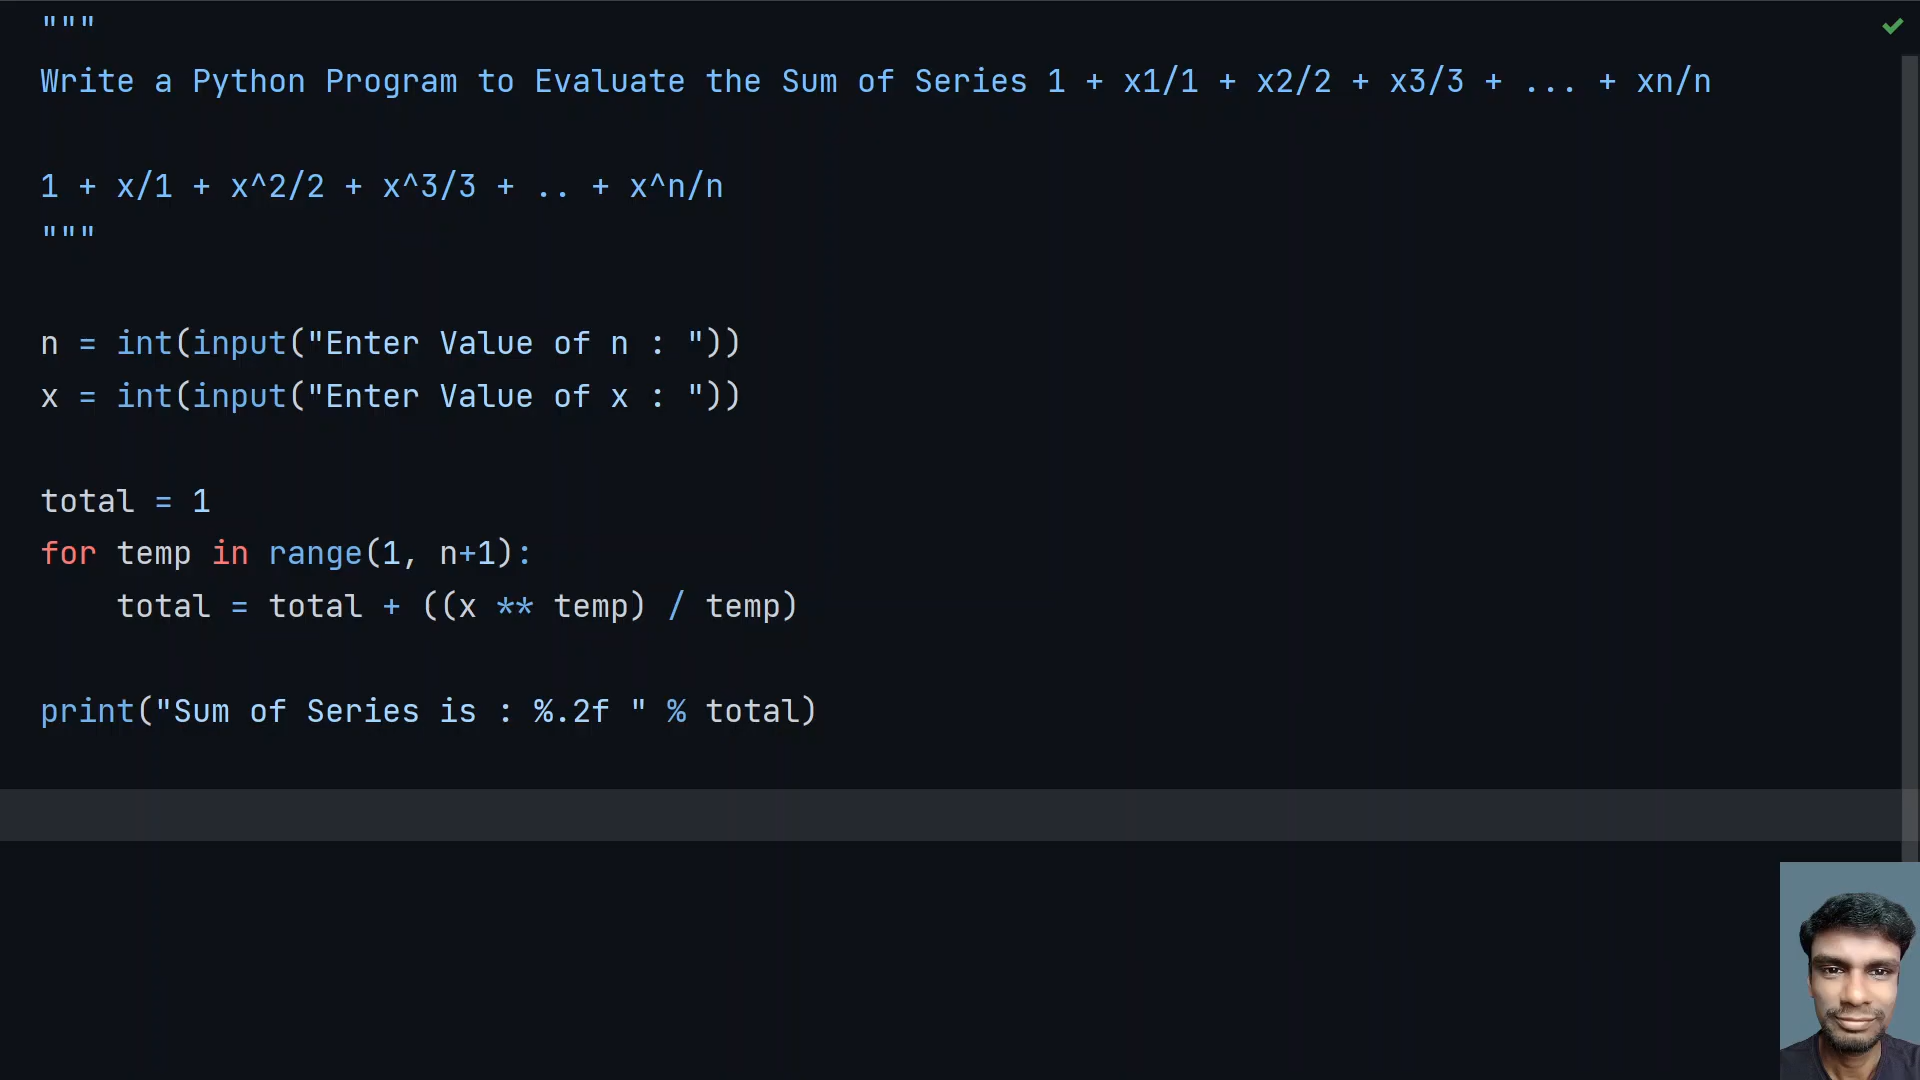 """
Write a Python Program to Evaluate the Sum of Series 1 + x1/1 + x2/2 + x3/3 + ... + xn/n
1 + x/1 + x^2/2 + x^3/3 + .. + x^n/n
"""
n = int(input("Enter Value of n : "))
x = int(input("Enter Value of x : "))
total = 1
for temp in range(1, n+1):
    total = total + ((x ** temp) / temp)
print("Sum of Series is : %.2f " % total)